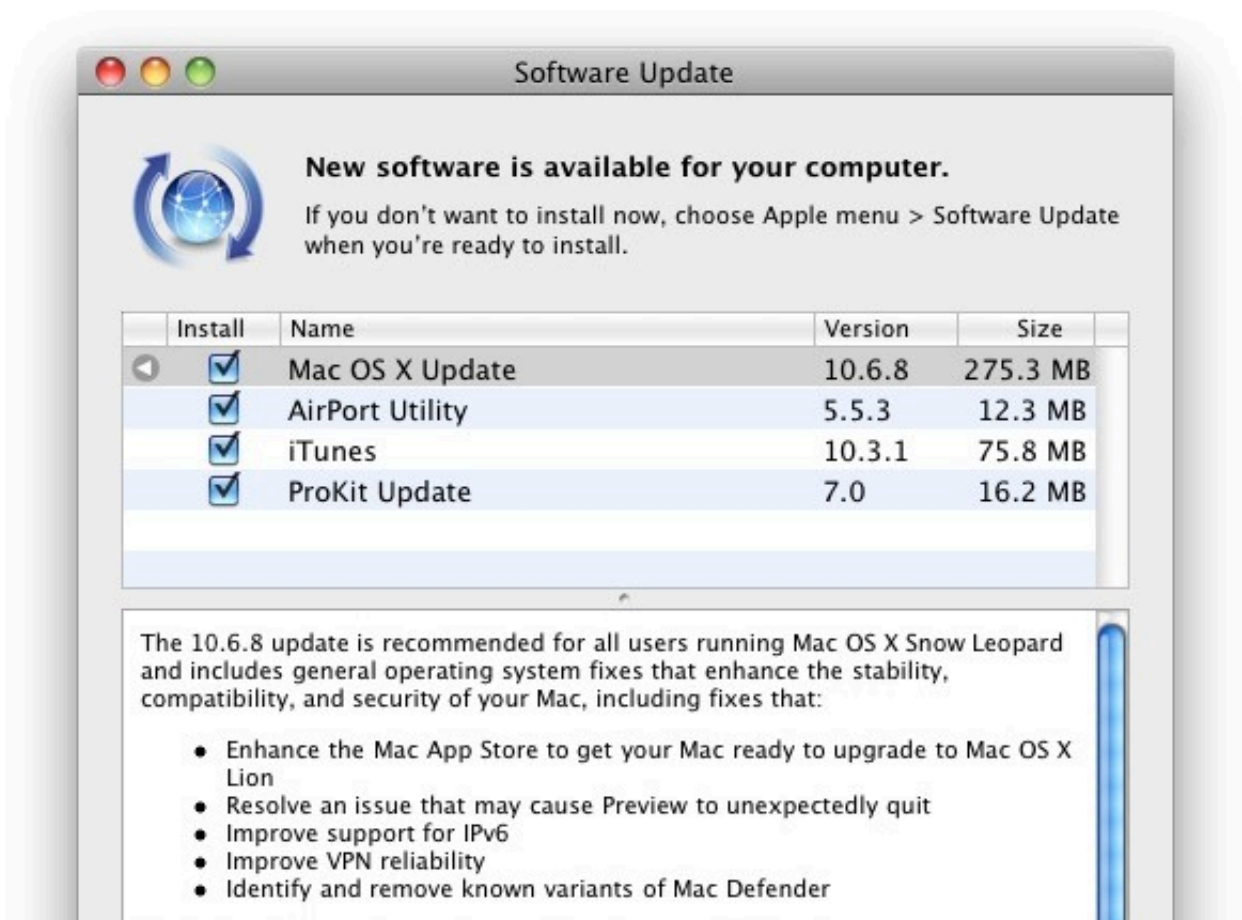 Software Update
New software is available for your computer.
If you don't want to install now, choose Apple menu > Software Update
when you're ready to install.
Install Name Version Size
Mac OS X Update 10.6.8 275.3 MB
AirPort Utility 5.5.3 12.3 MB
iTunes 10.3.1 75.8 MB
ProKit Update 7.0 16.2 MB
The 10.6.8 update is recommended for all users running Mac OS X Snow Leopard
and includes general operating system fixes that enhance the stability,
compatibility, and security of your Mac, including fixes that:
• Enhance the Mac App Store to get your Mac ready to upgrade to Mac OS X
Lion
• Resolve an issue that may cause Preview to unexpectedly quit
• Improve support for IPv6
• Improve VPN reliability
• Identify and remove known variants of Mac Defender